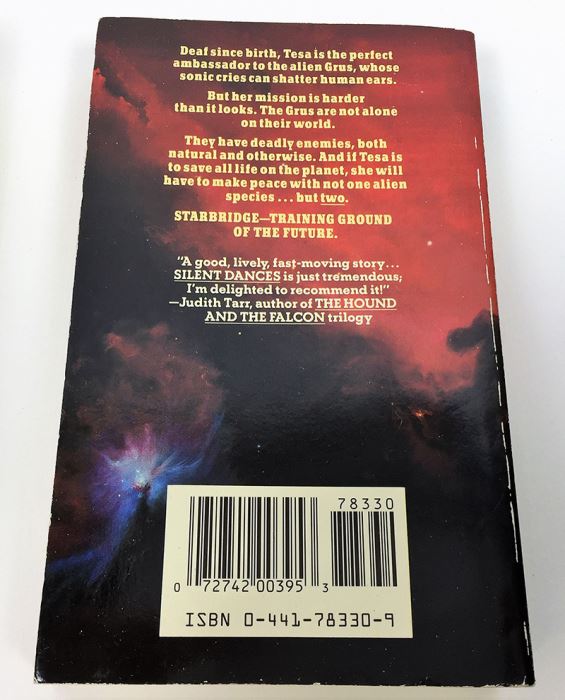 Deaf since birth, Tesa is the perfect
ambassador to the alien Grus, whose
sonic cries can shatter human ears.
But her mission is harder
than it looks. The Grus are not alone
on their world.
They have deadly enemies, both
natural and otherwise. And if Tesa is
to save all life on the planet, she will
have to make peace with not one alien
species . . . but two.
STARBRIDGE—TRAINING GROUND
OF THE FUTURE.
"A good, lively, fast-moving story...
SILENT DANCES is just tremendous;
I'm delighted to recommend it!"
—Judith Tarr, author of THE HOUND
AND THE FALCON trilogy
78330
0 72742 00395 3
ISBN 0-441-78330-9